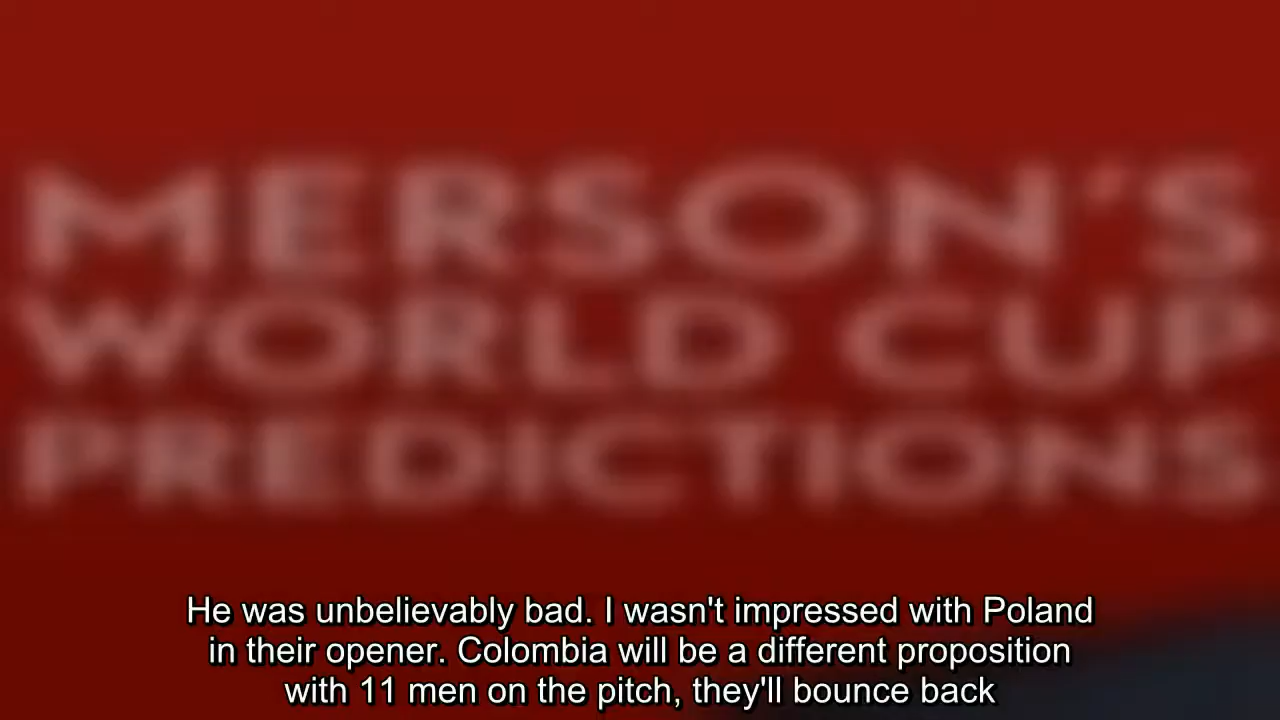 MERSON'S
WORLD CUP
PREDICTIONS
He was unbelievably bad. I wasn't impressed with Poland
in their opener. Colombia will be a different proposition
with 11 men on the pitch, they'll bounce back